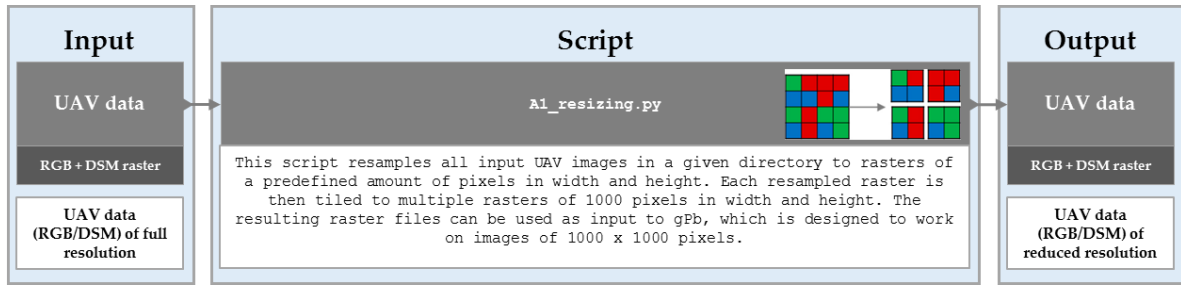 Input
UAV data
RGB + DSM raster
UAV data
(RGB/DSM) of full
resolution
Script
A1_resizing.py
This script resamples all input UAV images in a given directory to rasters of
a predefined amount of pixels in width and height. Each resampled raster is
then tiled to multiple rasters of 1000 pixels in width and height. The
resulting raster files can be used as input to gPb, which is designed to work
on images of 1000 x 1000 pixels.
Output
UAV data
RGB + DSM raster
UAV data
(RGB/DSM) of
reduced resolution